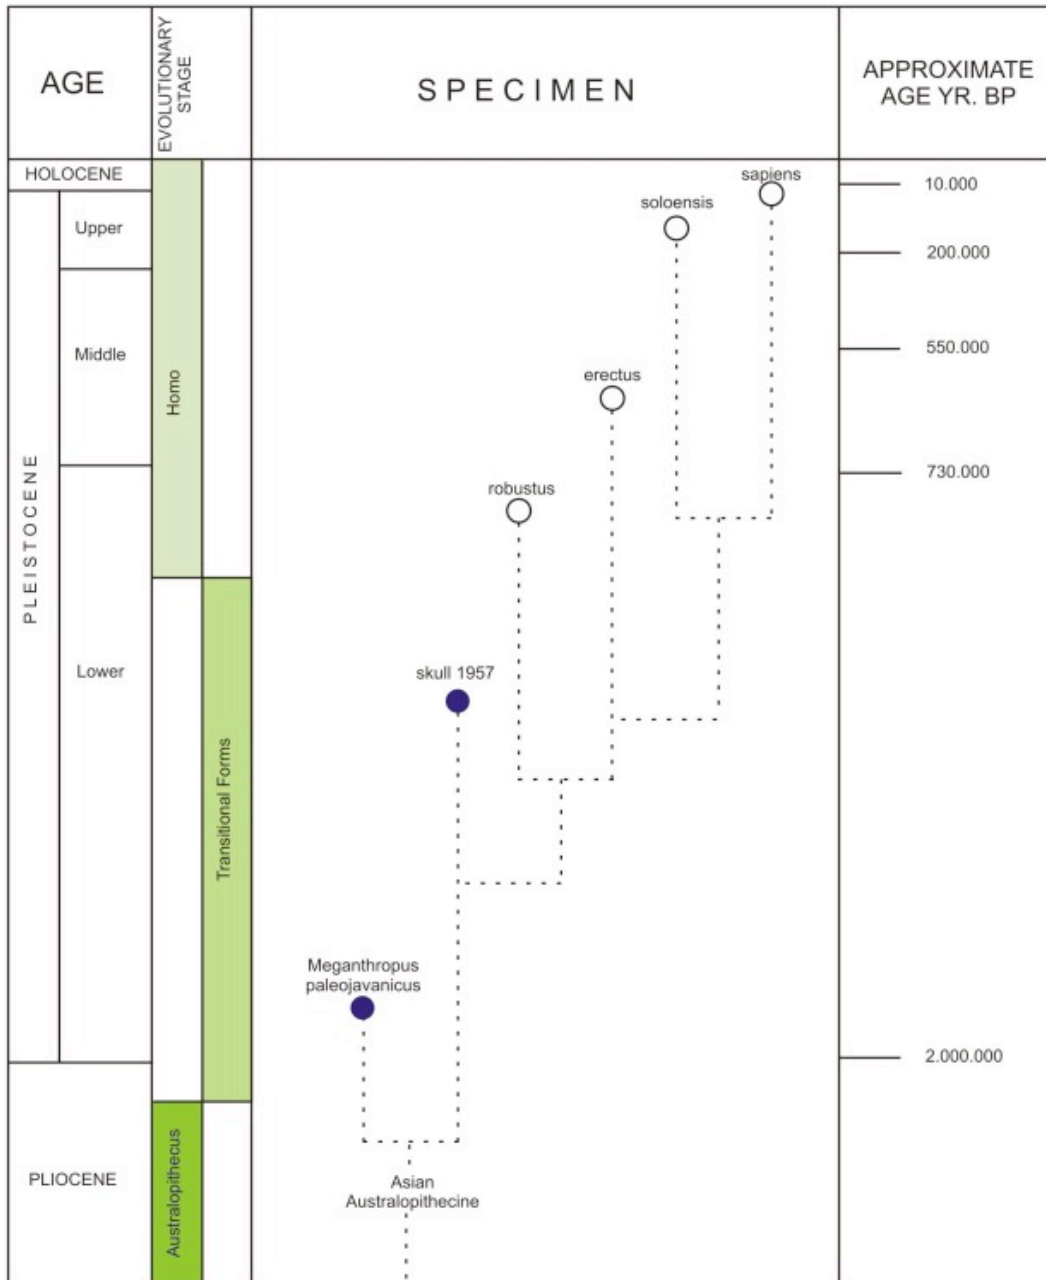 AGE
EVOLUTIONARY
STAGE
SPECIMEN
APPROXIMATE
AGE YR. BP
HOLOCENE
sapiens
10.000
soloensis
Upper
200.000
Middle
550.000
erectus
Homo
PLEISTOCENE
730.000
robustus
Lower
skull 1957
Transitional Forms
Meganthropus
paleojavanicus
2.000.000
PLIOCENE
Australopithecus
Asian
Australopithecine